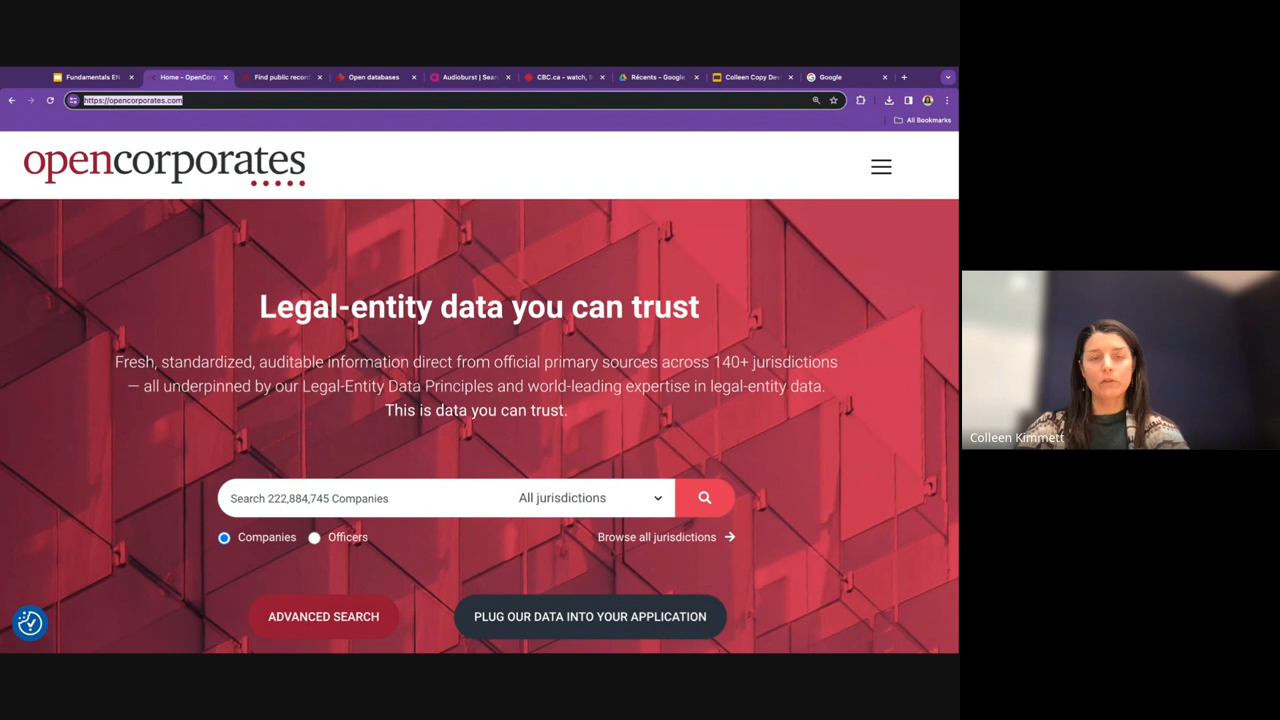 Fundamentals EN
Home - OpenCorp
Find public record
Open databases
Audioburst | Sear
CBC.ca - watch, l
Récents - Google
Colleen Copy Dec
Google
https://opencorporates.com
All Bookmarks
opencorporates
Legal-entity data you can trust
Fresh, standardized, auditable information direct from official primary sources across 140+ jurisdictions
— all underpinned by our Legal-Entity Data Principles and world-leading expertise in legal-entity data.
This is data you can trust.
Search 222,884,745 Companies
All jurisdictions
Companies
Officers
Browse all jurisdictions
ADVANCED SEARCH
PLUG OUR DATA INTO YOUR APPLICATION
Colleen Kimmett